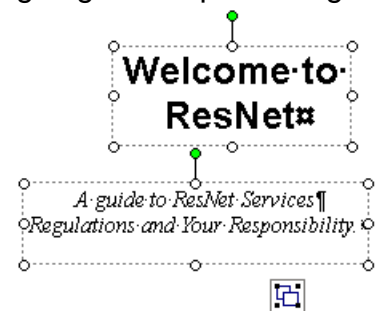 Welcome to
ResNet¤
A guide to ResNet Services¶
Regulations and Your Responsibility.